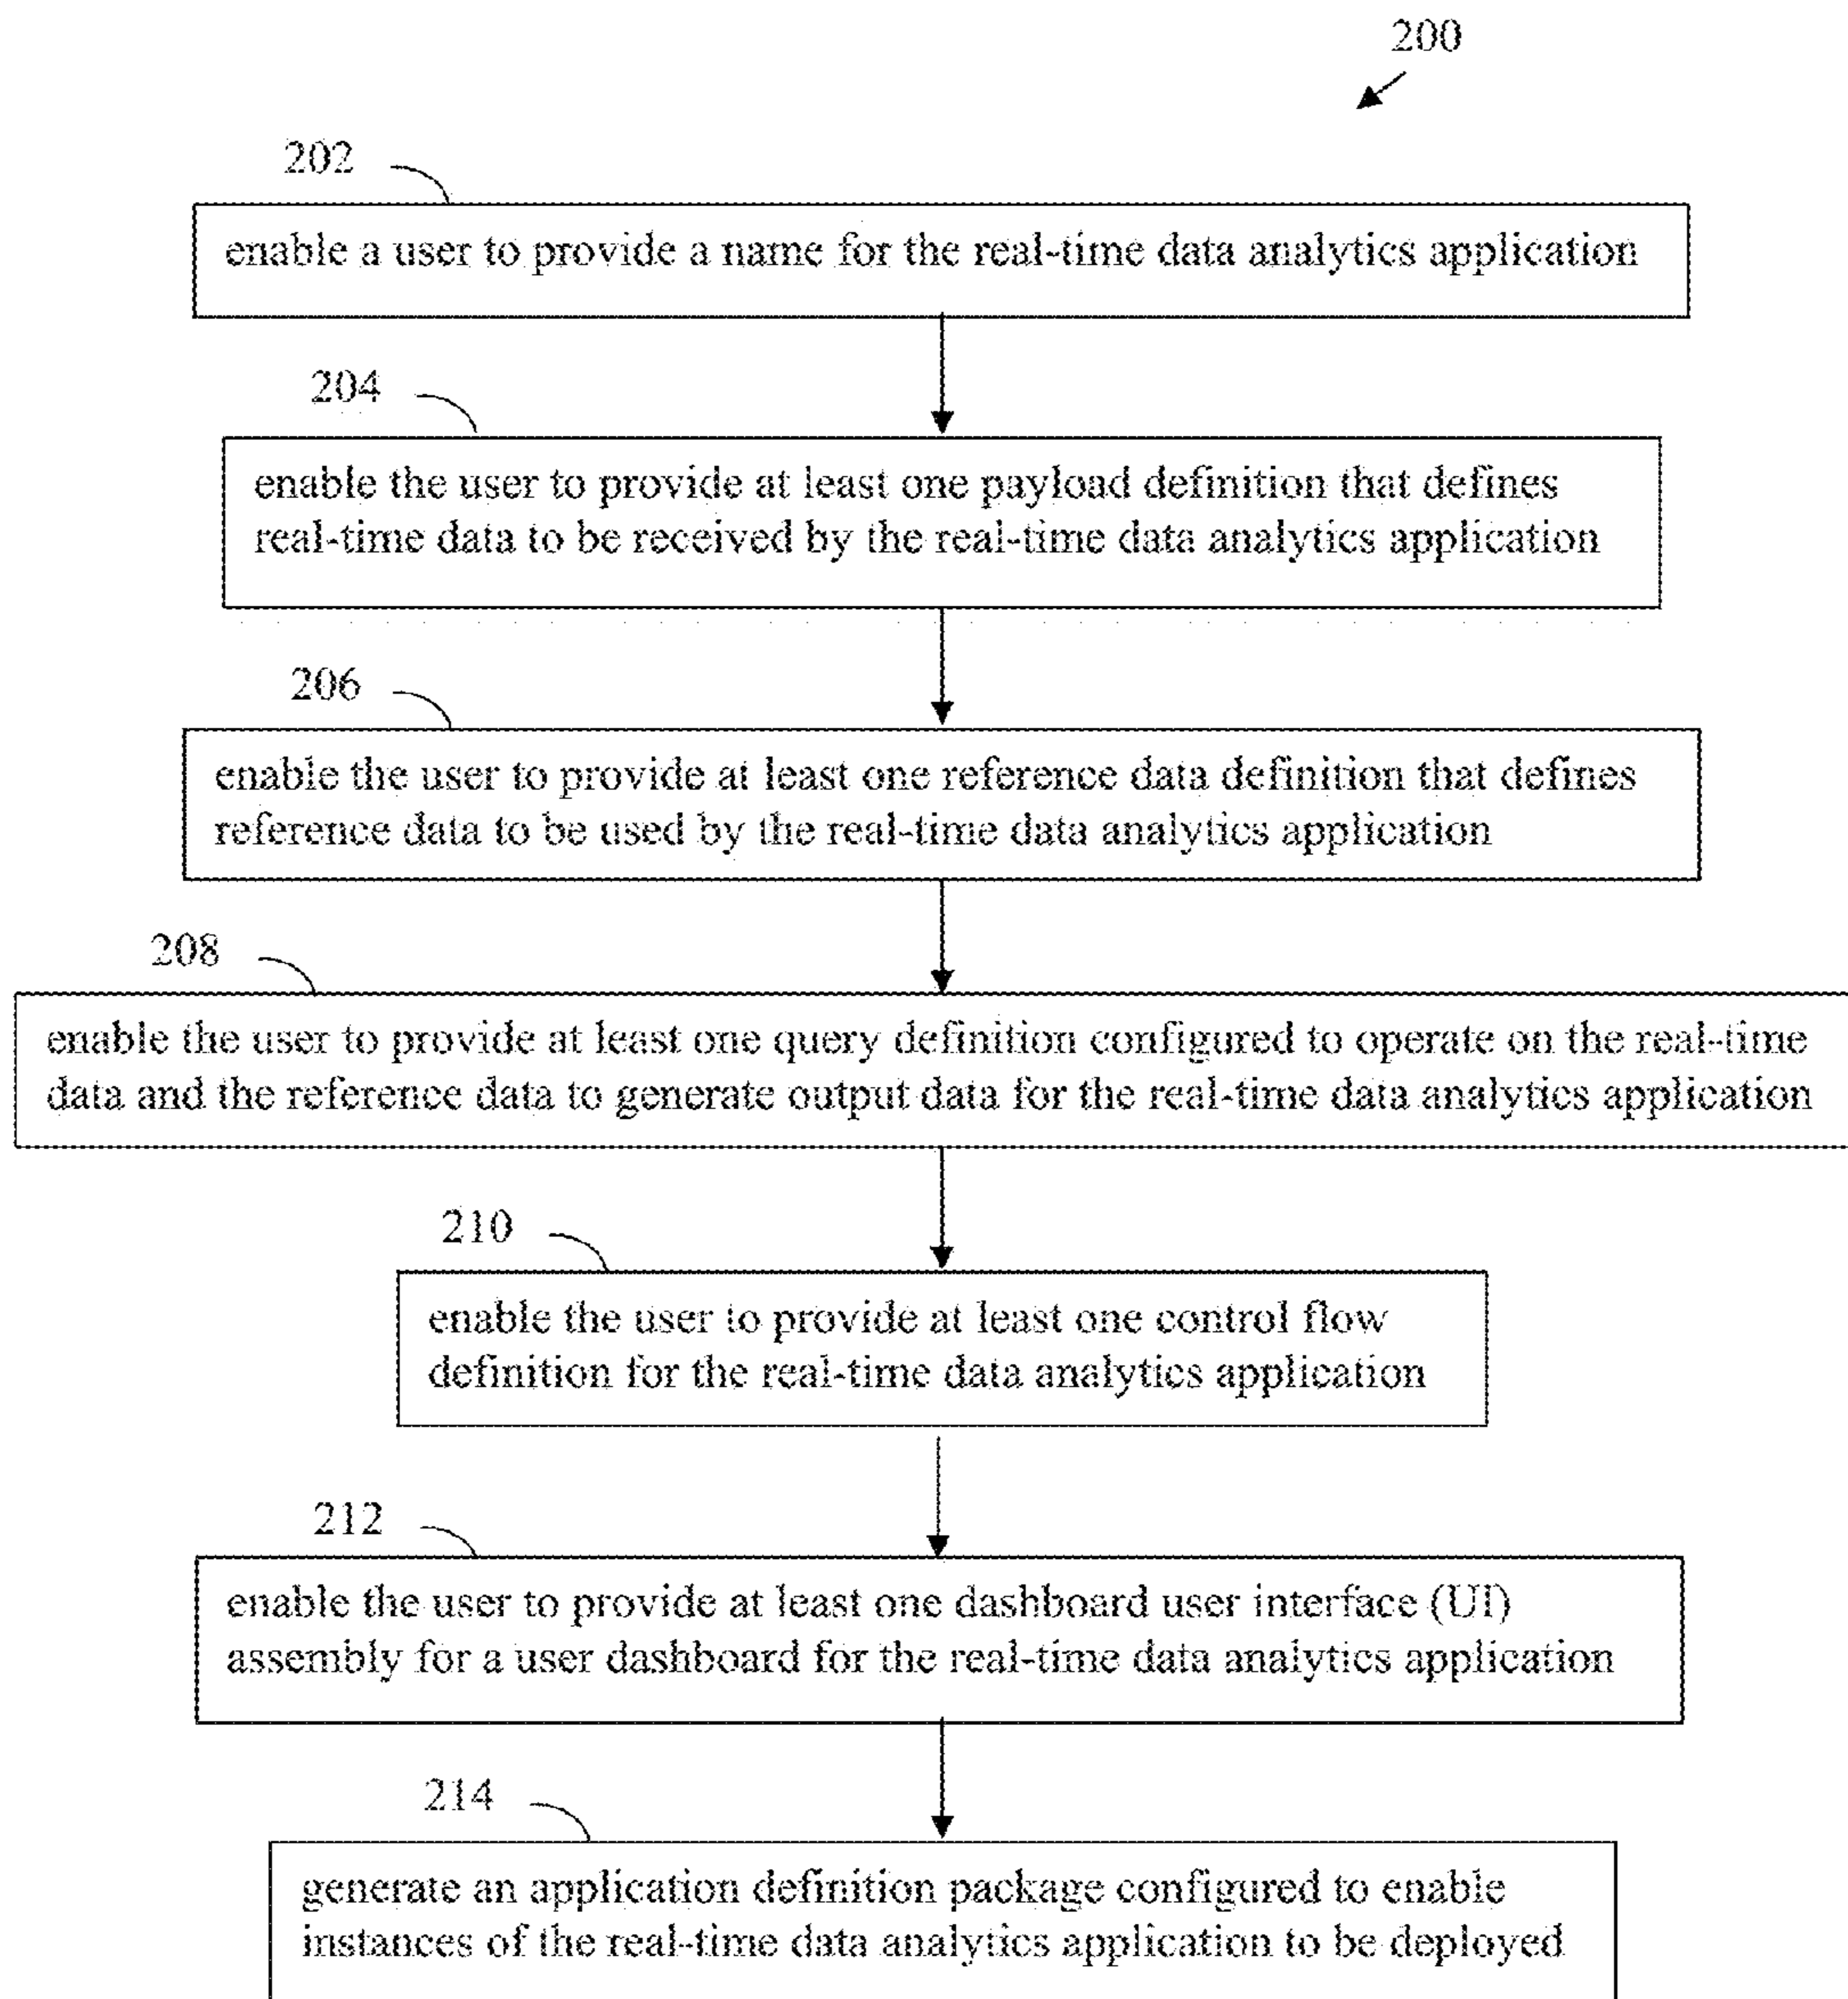 200
202
enable a user to provide a name for the real-time data analytics application
204
enable the user to provide at least one payload definition that defines
real-time data to be received by the real-time data analytics application
206
enable the user to provide at least one reference data definition that defines
reference data to be used by the real-time data analytics application
208
enable the user to provide at least one query definition configured to operate on the real-time
data and the reference data to generate output data for the real-time data analytics application
210
enable the user to provide at least one control flow
definition for the real-time data analytics application
212
enable the user to provide at least one dashboard user interface (UI)
assembly for a user dashboard for the real-time data analytics application
214
generate an application definition package configured to enable
instances of the real-time data analytics application to be deployed